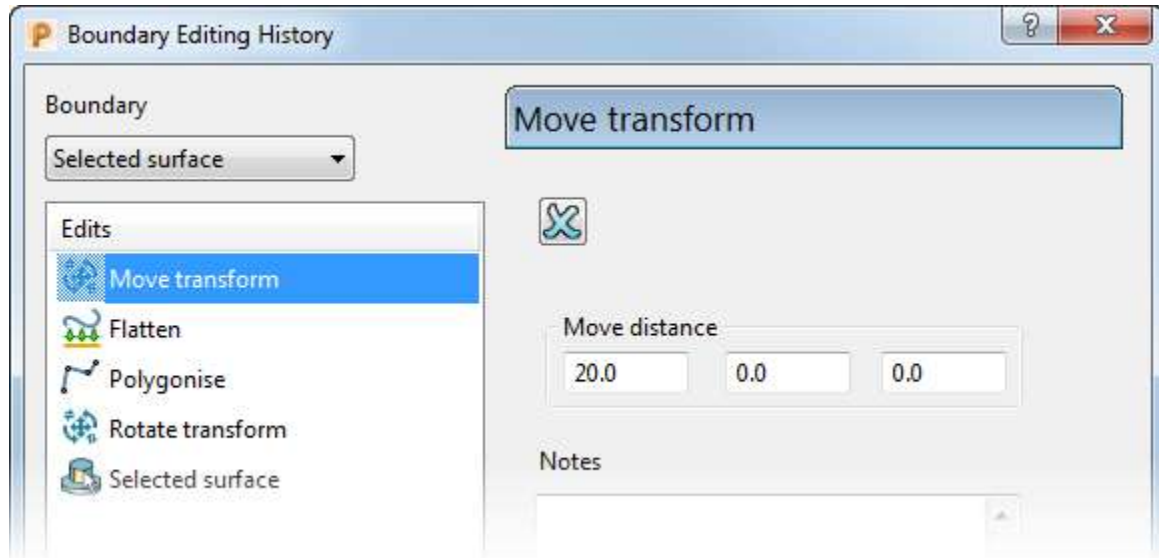 Boundary Editing History
Boundary
Selected surface
Edits
Move transform
Flatten
Polygonise
Rotate transform
Selected surface
Move transform
Move distance
20.0 0.0 0.0
Notes